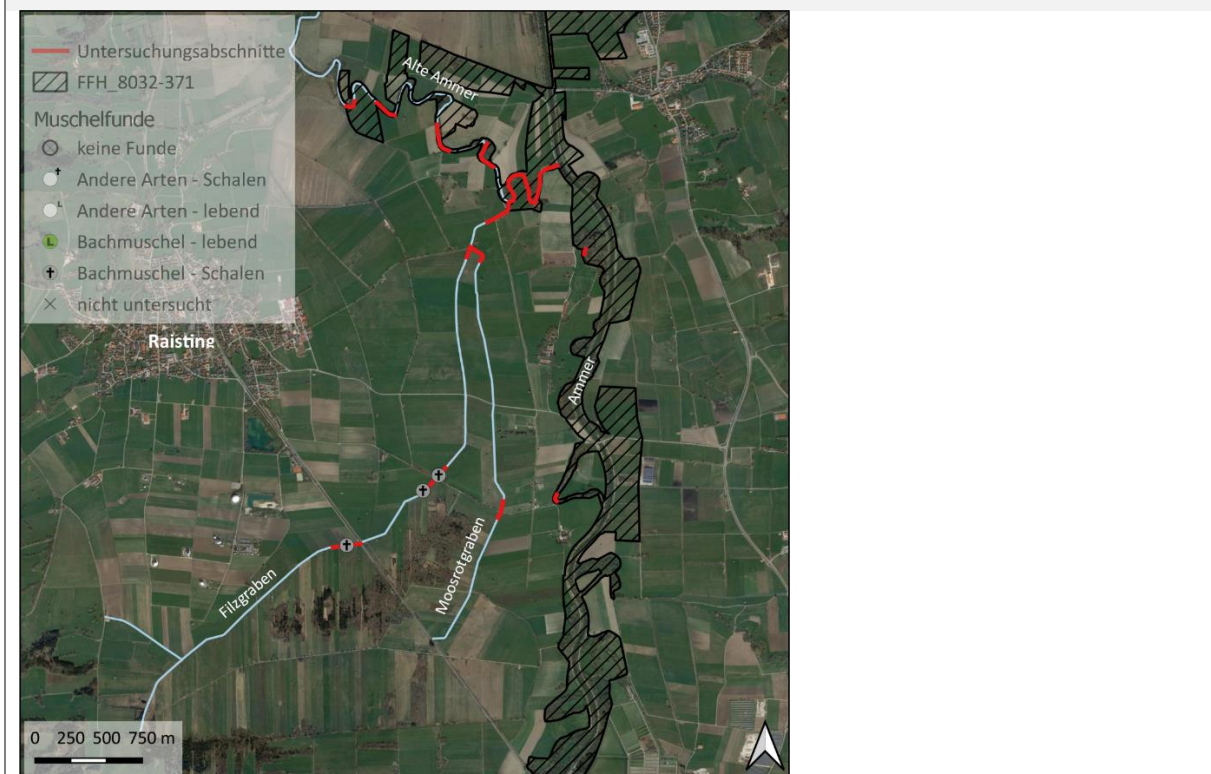 Untersuchungsabschnitte
FFH_8032-371
Muschelfunde
keine Funde
Andere Arten - Schalen
Andere Arten - lebend
L Bachmuschel - lebend
Bachmuschel - Schalen
nicht untersucht
Alte Ammer
Raisting
Ammer
Moosrotgraben
Filzgraben
0 250 500 750 m